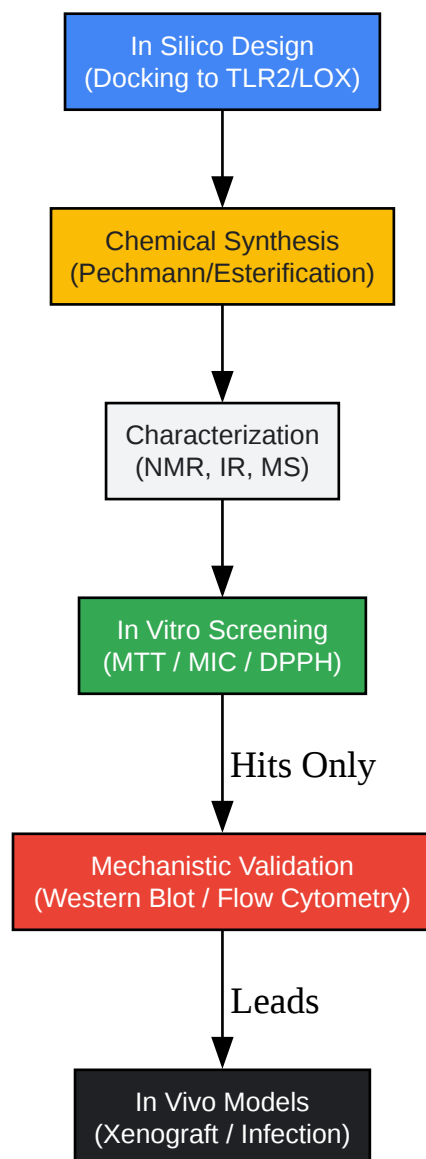 In Silico Design
(Docking to TLR2/LOX)
Chemical Synthesis
(Pechmann/Esterification)
Characterization
(NMR, IR, MS)
In Vitro Screening
(MTT / MIC / DPPH)
Hits Only
Mechanistic Validation
(Western Blot / Flow Cytometry)
Leads
In Vivo Models
(Xenograft / Infection)